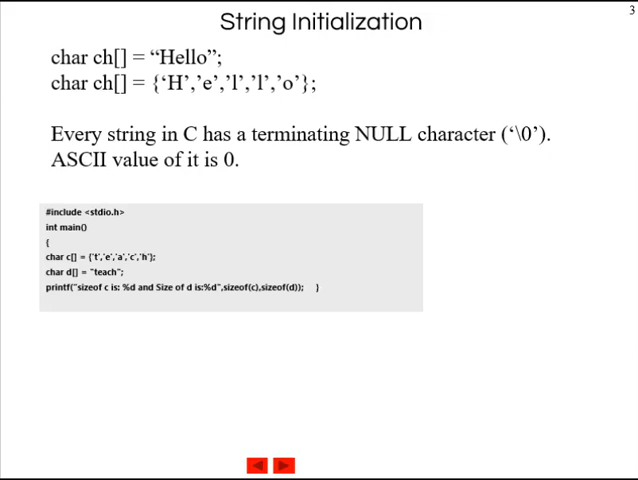 3
String Initialization
char ch[] = “Hello”;
char ch[] = {‘H’,’e’,’l’,’l’,’o’};
Every string in C has a terminating NULL character (‘\0’).
ASCII value of it is 0.
#include <stdio.h>
int main()
{
char c[] = {'t','e','a','c','h'};
char d[] = "teach";
printf("sizeof c is: %d and Size of d is:%d",sizeof(c),sizeof(d)); }